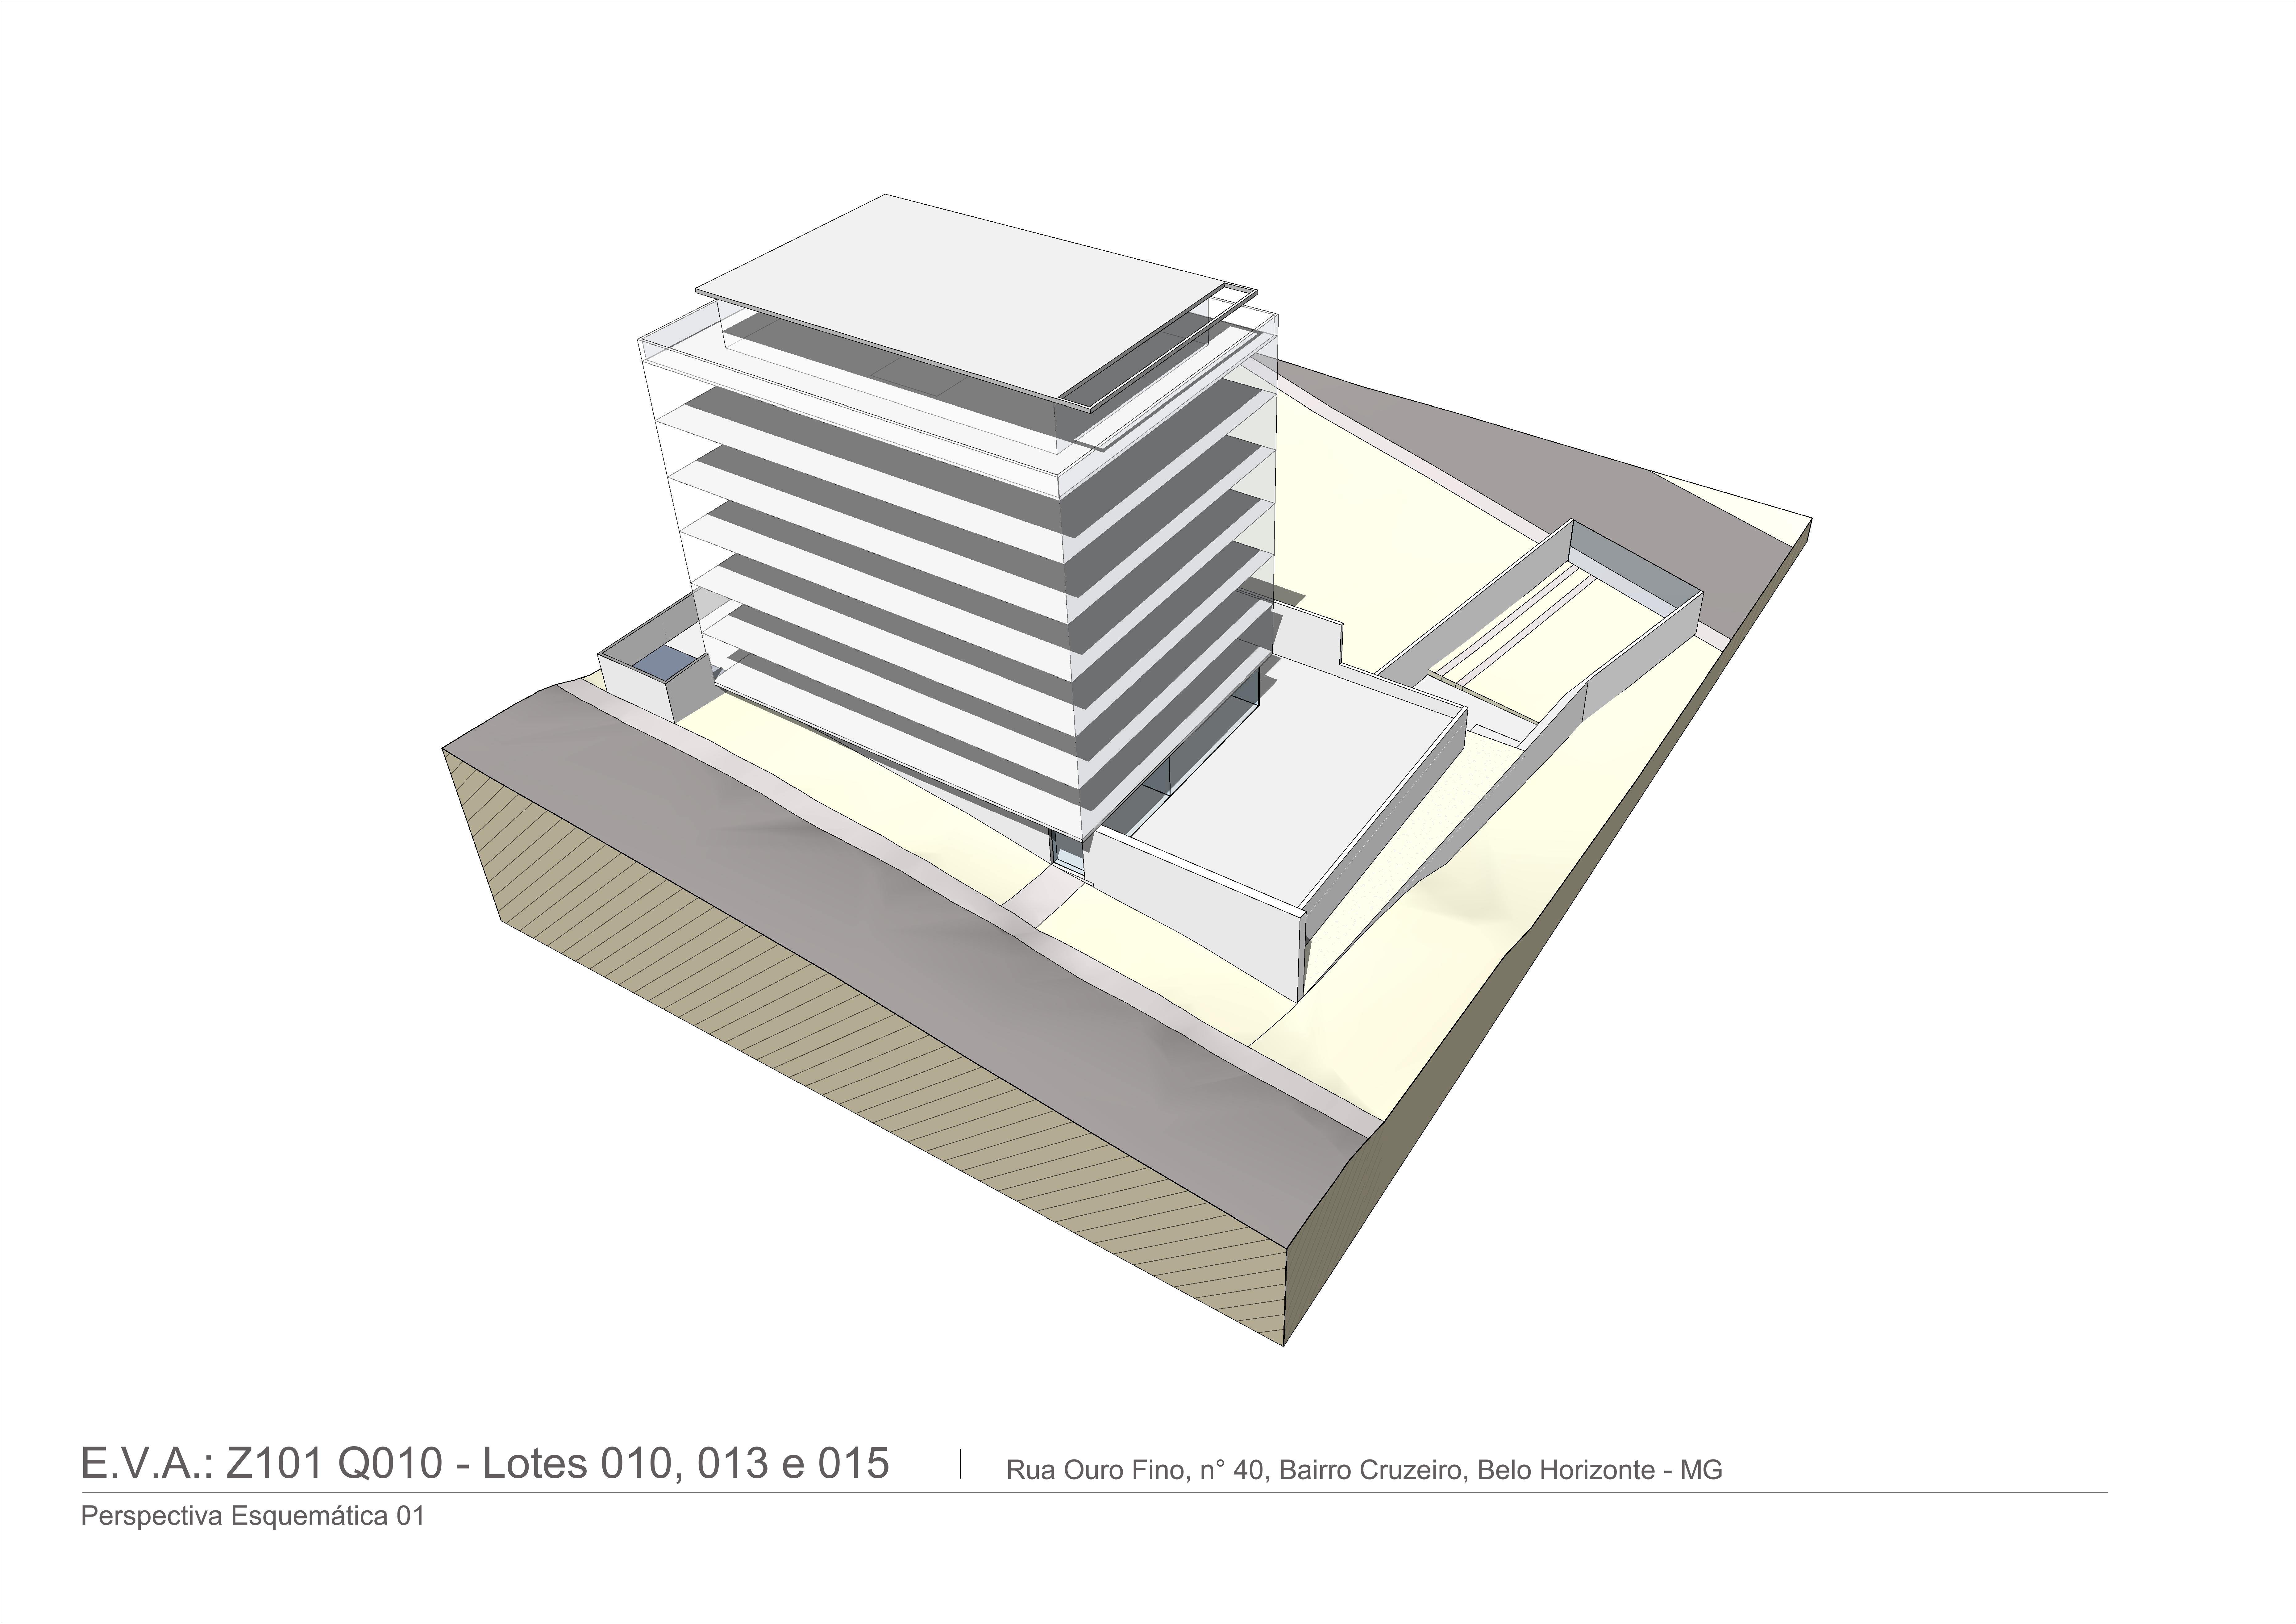 E.V.A.: Z101 Q010 - Lotes 010, 013 e 015
Rua Ouro Fino, n° 40, Bairro Cruzeiro, Belo Horizonte - MG
Perspectiva Esquemática 01